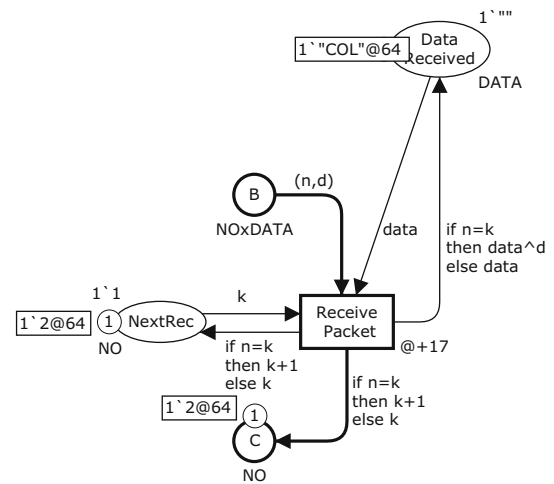 1`""
1`"COL"@64
Data
Received
DATA
(n,d)
B
NOxDATA
data
if n=k
then data^d
else data
1`1
k
1`2@64
1
NextRec
NO
Receive
Packet
@+17
if n=k
then k+1
else k
if n=k
then k+1
else k
1`2@64
1
C
NO